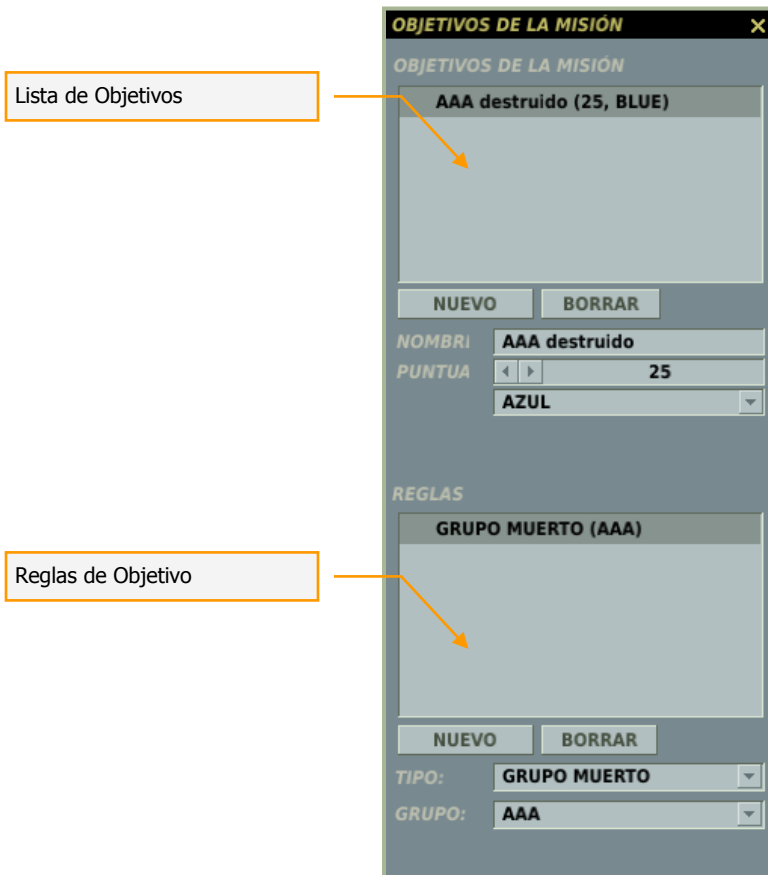 OBJETIVOS DE LA MISIÓN
OBJETIVOS DE LA MISIÓN
Lista de Objetivos
AAA destruido (25, BLUE)
NUEVO BORRAR
NOMBRI AAA destruido
PUNTUA 25
AZUL
REGLAS
GRUPO MUERTO (AAA)
Reglas de Objetivo
NUEVO BORRAR
TIPO: GRUPO MUERTO
GRUPO: AAA